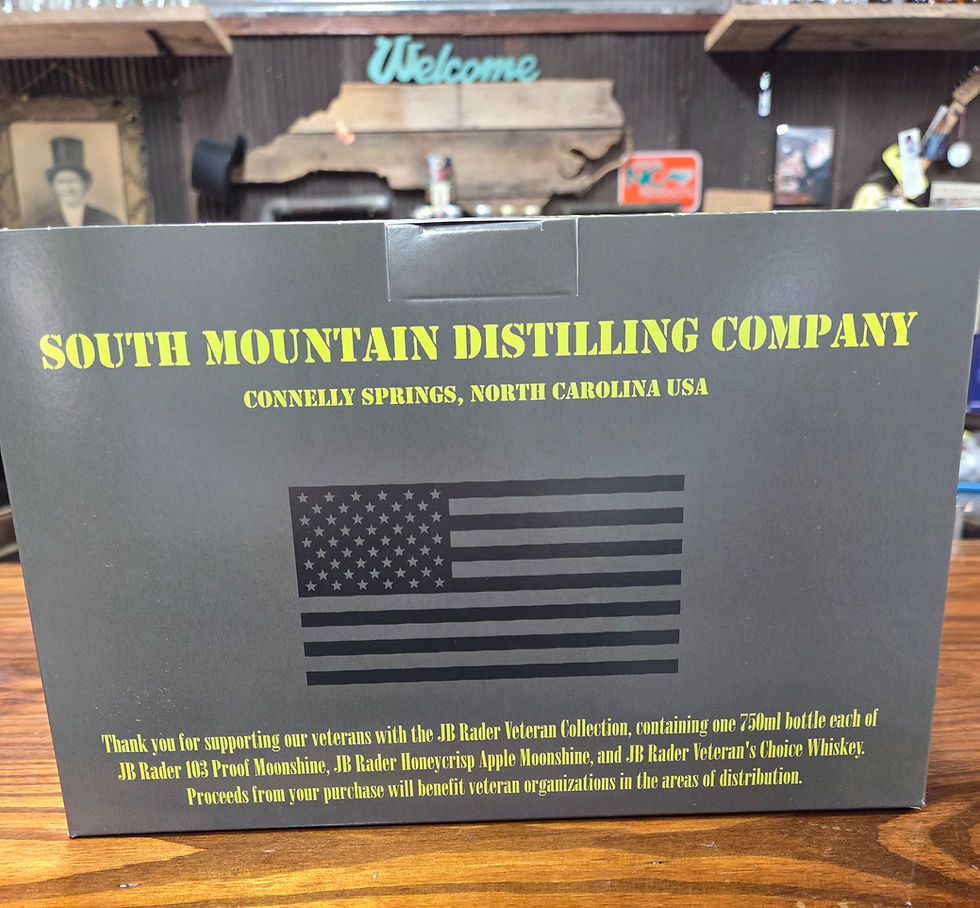 Welcome
SOUTH MOUNTAIN DISTILLING COMPANY
CONNELLY SPRINGS, NORTH CAROLINA USA
Thank you for supporting our veterans with the JB Rader Veteran Collection, containing one 750ml bottle each of
JB Rader 103 Proof Moonshine, JB Rader Honeycrisp Apple Moonshine, and JB Rader Veteran's Choice Whiskey.
Proceeds from your purchase will benefit veteran organizations in the areas of distribution.